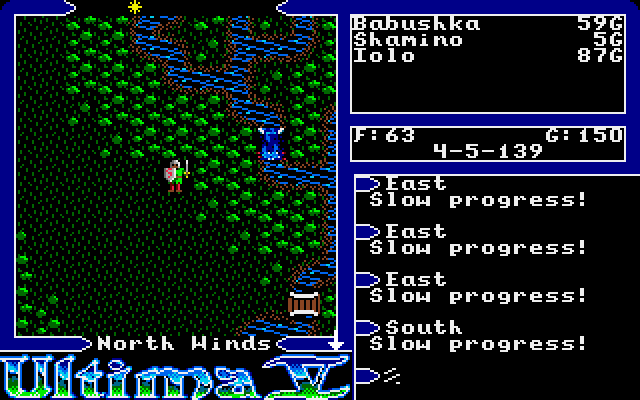 Babushka 59G
Shamino 5G
Iolo 87G
F:63 G:150
4-5-139
East
Slow progress!
East
Slow progress!
East
Slow progress!
South
Slow progress!
North Winds
Ultima V